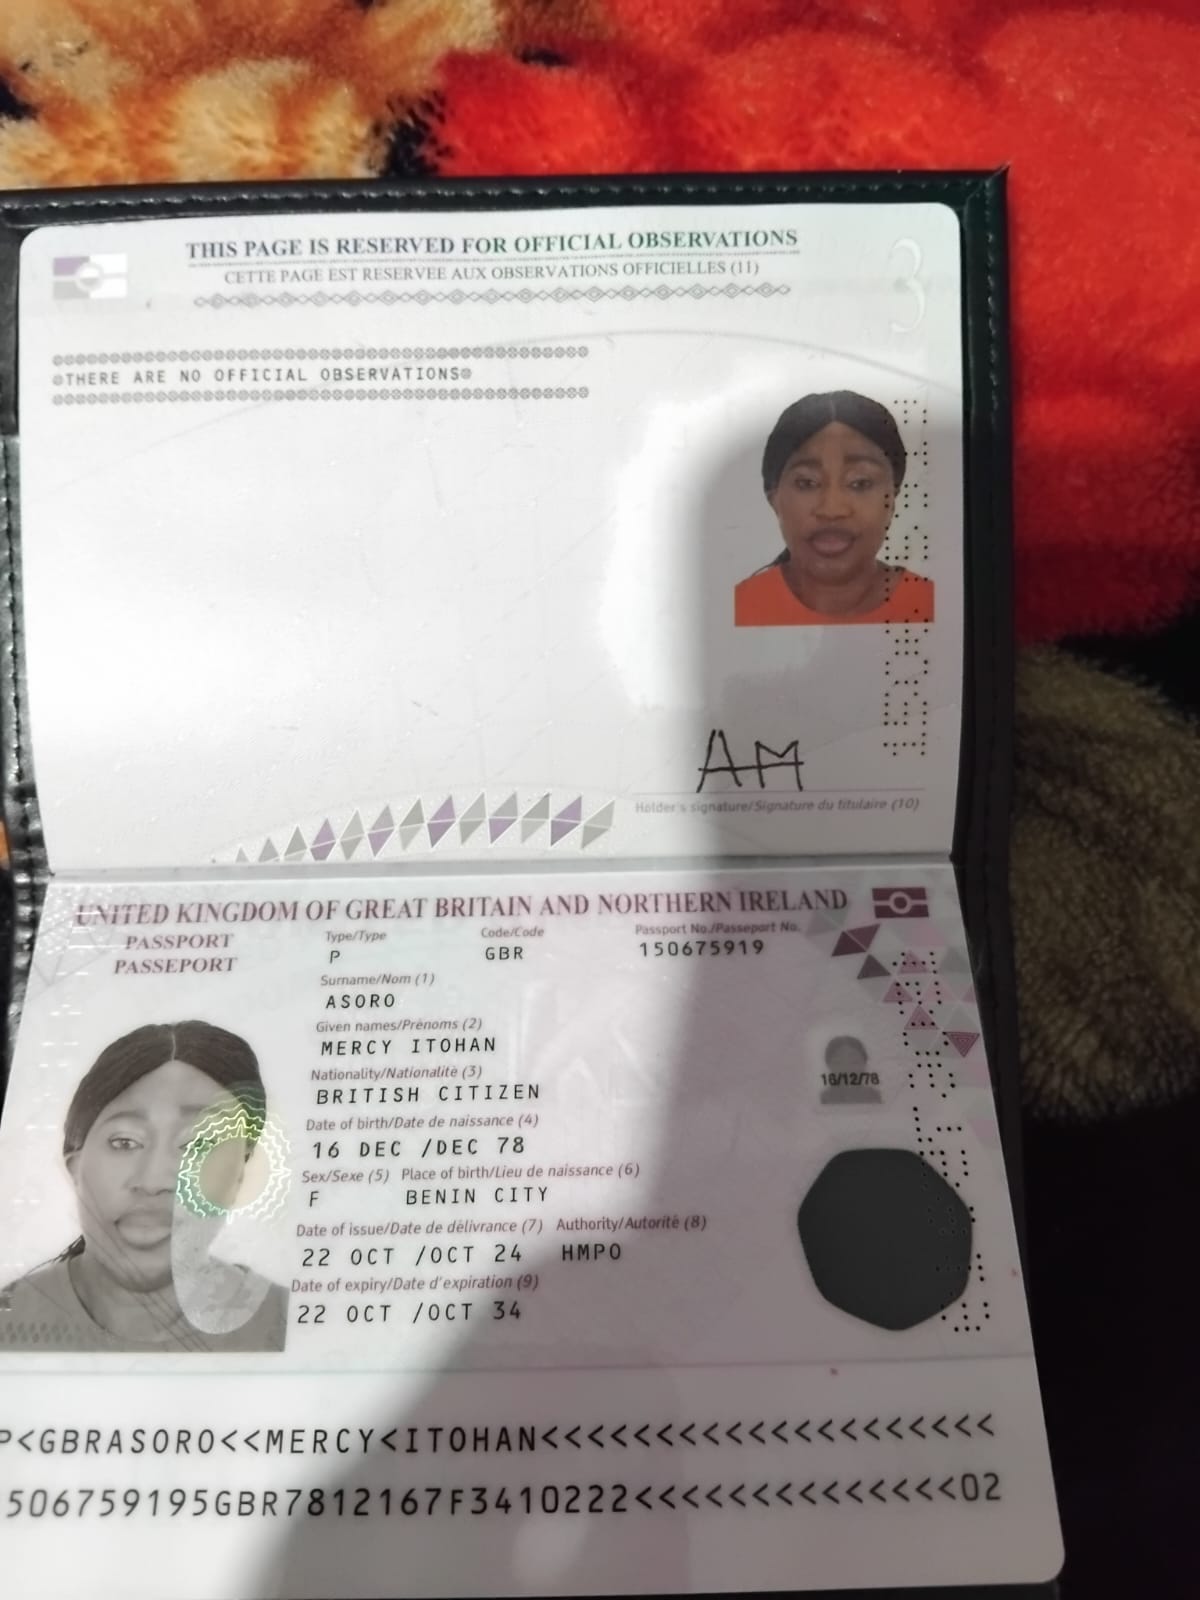 THIS PAGE IS RESERVED FOR OFFICIAL OBSERVATIONS
CETTE PAGE EST RESERVEE AUX OBSERVATIONS OFFICIELLES (11)
3
THERE ARE NO OFFICIAL OBSERVATIONS
AM
Holder's signature/Signature du titulaire (10)
UNITED KINGDOM OF GREAT BRITAIN AND NORTHERN IRELAND
PASSPORT
PASSEPORT
Type/Type Code/Code Passport No./Passeport No.
P GBR 150675919
Surname/Nom (1)
ASORO
Given names/Prénoms (2)
MERCY ITOHAN
Nationality/Nationalité (3)
BRITISH CITIZEN
Date of birth/Date de naissance (4)
16 DEC /DEC 78
16/12/78
Sex/Sexe (5) Place of birth/Lieu de naissance (6)
F BENIN CITY
Date of issue/Date de délivrance (7) Authority/Autorité (8)
22 OCT /OCT 24 HMPO
Date of expiry/Date d'expiration (9)
22 OCT /OCT 34
P<GBRASORO<<MERCY<ITOHAN<<<<<<<<<<<<<<<<<<<<
506759195GBR7812167F3410222<<<<<<<<<<<<<<02